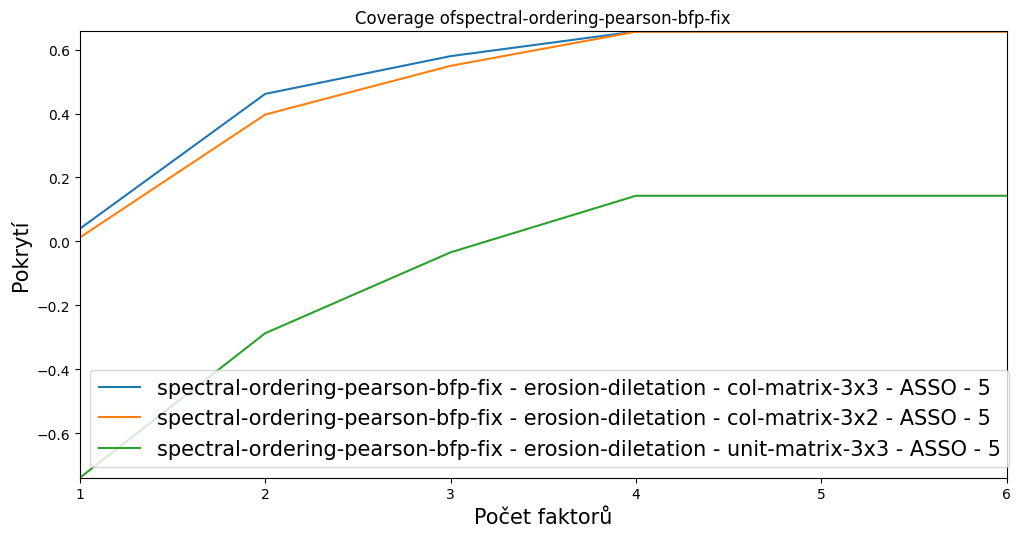 Coverage ofspectral-ordering-pearson-bfp-fix
0.6
0.4
0.2
0.0
−0.2
−0.4
−0.6
Pokrytí
spectral-ordering-pearson-bfp-fix - erosion-diletation - col-matrix-3x3 - ASSO - 5
spectral-ordering-pearson-bfp-fix - erosion-diletation - col-matrix-3x2 - ASSO - 5
spectral-ordering-pearson-bfp-fix - erosion-diletation - unit-matrix-3x3 - ASSO - 5
1 2 3 4 5 6
Počet faktorů